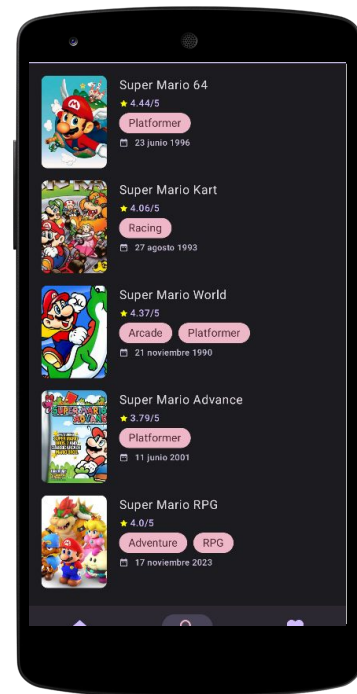 Super Mario 64
4.44/5
Platformer
23 junio 1996
Super Mario Kart
4.06/5
Racing
27 agosto 1993
Super Mario World
4.37/5
Arcade Platformer
21 noviembre 1990
Super Mario Advance
3.79/5
Platformer
11 junio 2001
Super Mario RPG
4.0/5
Adventure RPG
17 noviembre 2023